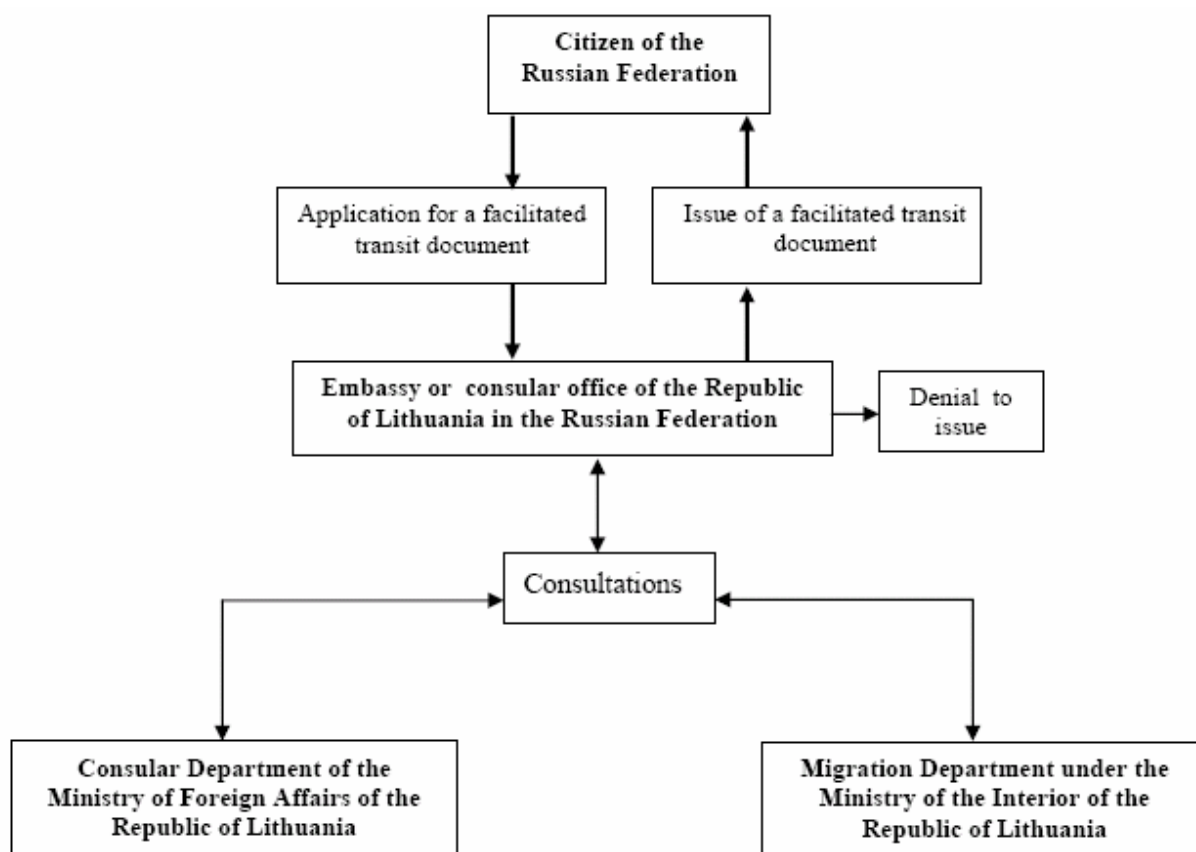 Citizen of the
Russian Federation
Application for a facilitated
transit document
Issue of a facilitated transit
document
Embassy or consular office of the Republic
of Lithuania in the Russian Federation
Denial to
issue
Consultations
Consular Department of the
Ministry of Foreign Affairs of the
Republic of Lithuania
Migration Department under the
Ministry of the Interior of the
Republic of Lithuania